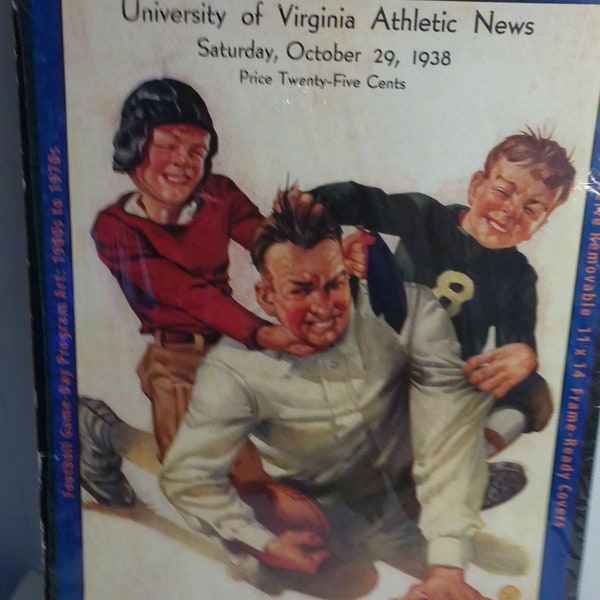 University of Virginia Athletic News
Saturday, October 29, 1938
Price Twenty-Five Cents
Football Game-Day Program Art: 1900s to 1970s
Removable 11 x 14 Frame-Ready Covers
8